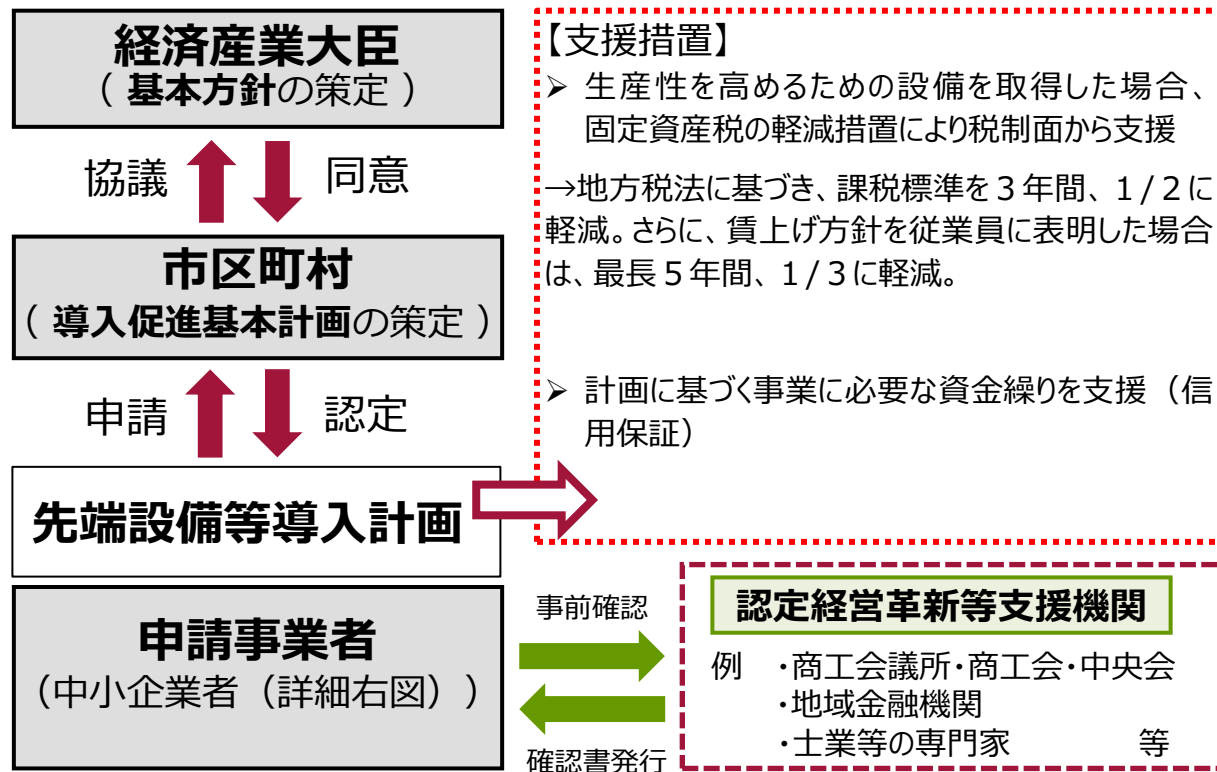 経済産業大臣
（ 基本方針の策定 ）
協議
同意
市区町村
（ 導入促進基本計画の策定 ）
申請
認定
先端設備等導入計画
申請事業者
（中小企業者（詳細右図））
【支援措置】
➢ 生産性を高めるための設備を取得した場合、
固定資産税の軽減措置により税制面から支援
→地方税法に基づき、課税標準を３年間、１/２に
軽減。さらに、賃上げ方針を従業員に表明した場合
は、最長５年間、１/３に軽減。
➢ 計画に基づく事業に必要な資金繰りを支援（信
用保証）
事前確認
確認書発行
認定経営革新等支援機関
例 ・商工会議所・商工会・中央会
・地域金融機関
・士業等の専門家 等